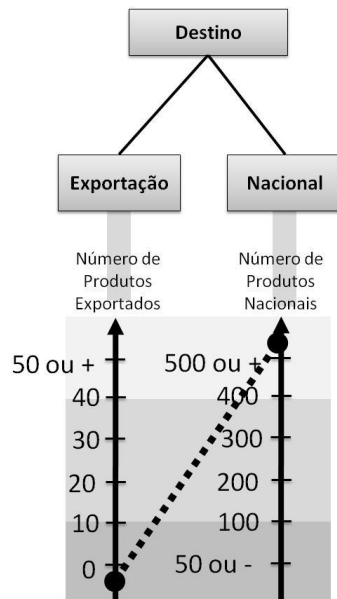 Destino
Exportação
Nacional
Número de
Produtos
Exportados
Número de
Produtos
Nacionais
50 ou +
40
30
20
10
0
500 ou +
400
300
200
100
50 ou -